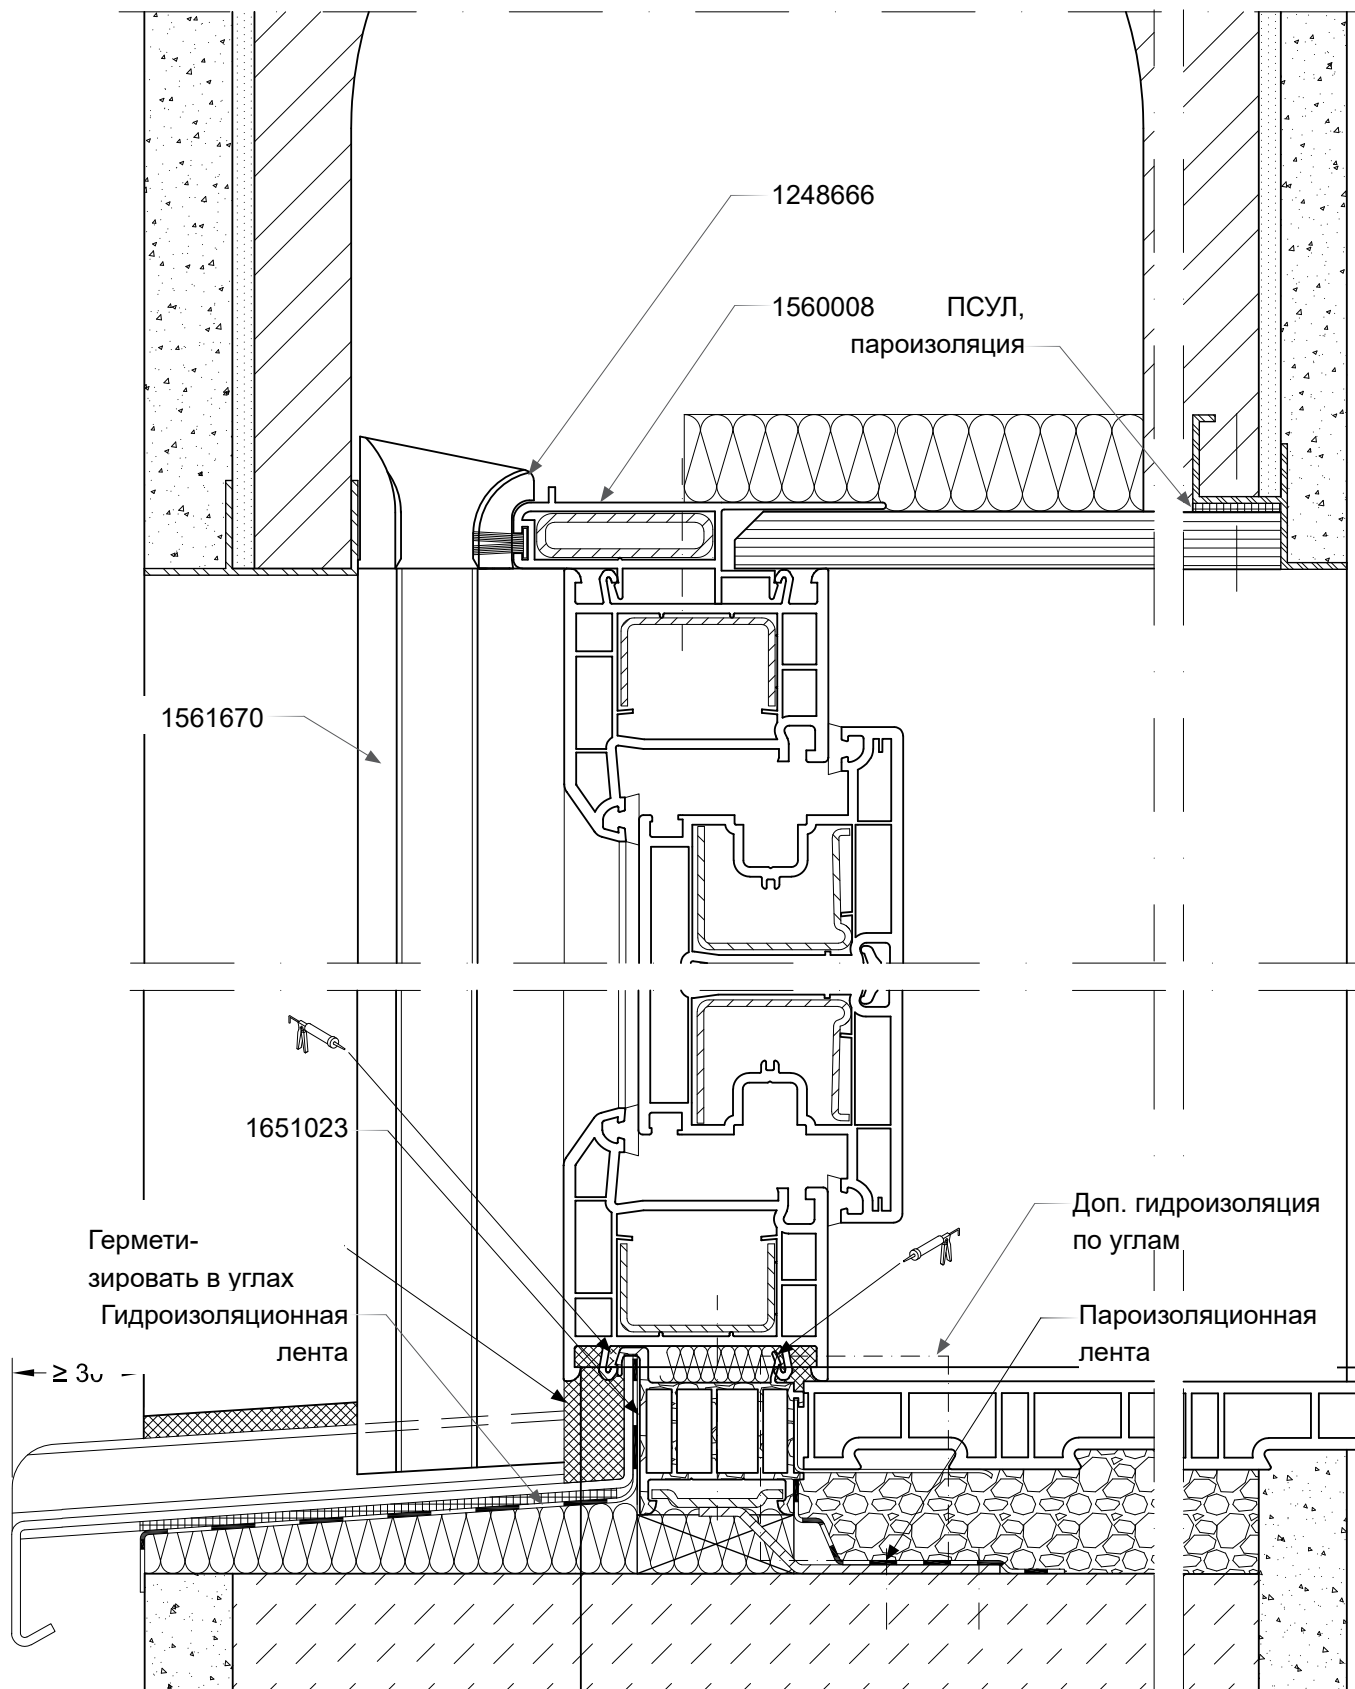 1248666
1560008 ПСУЛ,
пароизоляция
1561670
1651023
Гермети-
зировать в углах
Гидроизоляционная
лента
Доп. гидроизоляция
по углам
Пароизоляционная
лента